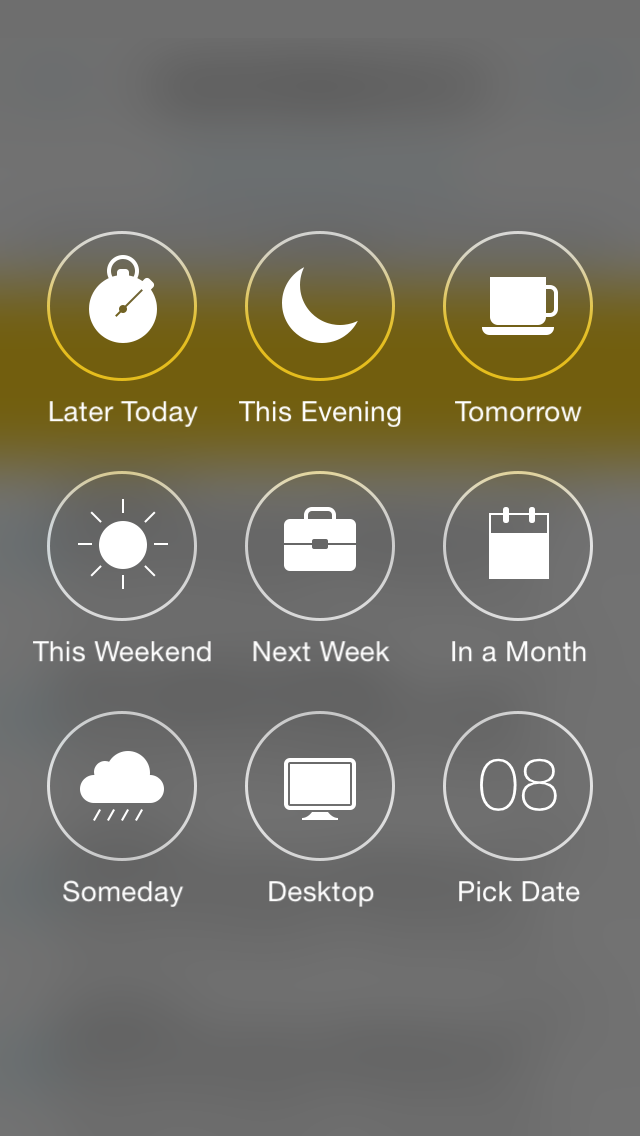 Later Today
This Evening
Tomorrow
This Weekend
Next Week
In a Month
08
Someday
Desktop
Pick Date